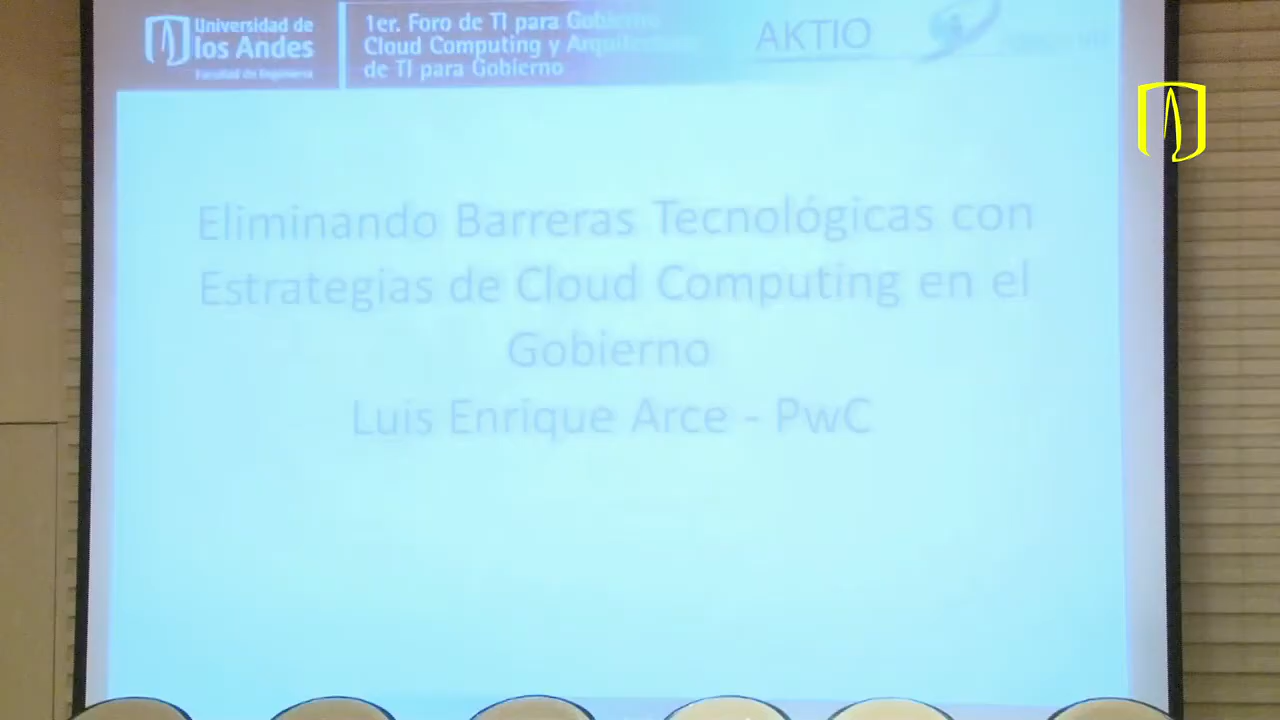 Universidad de
los Andes
Facultad de Ingeniería
1er. Foro de TI para Gobierno
Cloud Computing y Arquitectura
de TI para Gobierno
AKTIO
Eliminando Barreras Tecnológicas con
Estrategias de Cloud Computing en el
Gobierno
Luis Enrique Arce - PwC